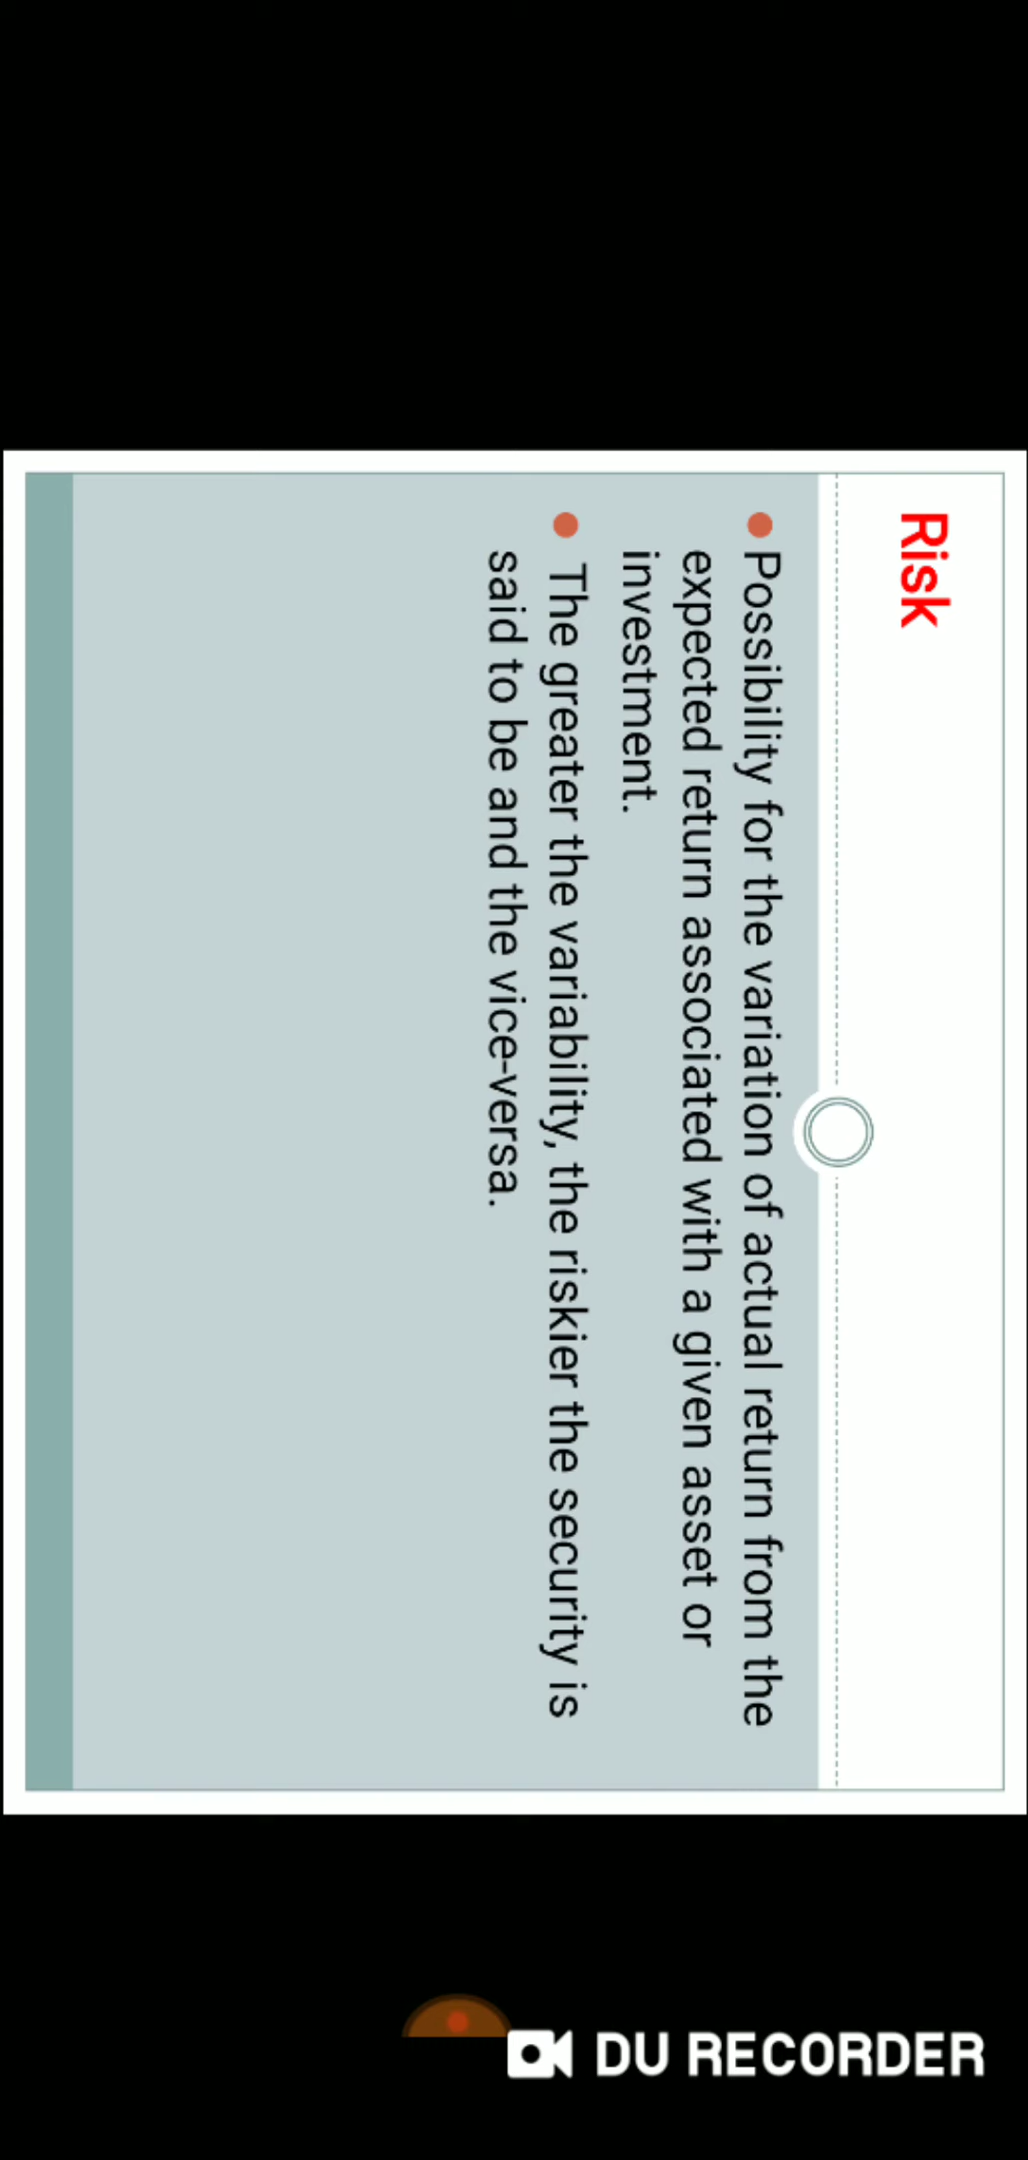 Risk
Possibility for the variation of actual return from the
expected return associated with a given asset or
investment.
The greater the variability, the riskier the security is
said to be and the vice-versa.
DU RECORDER